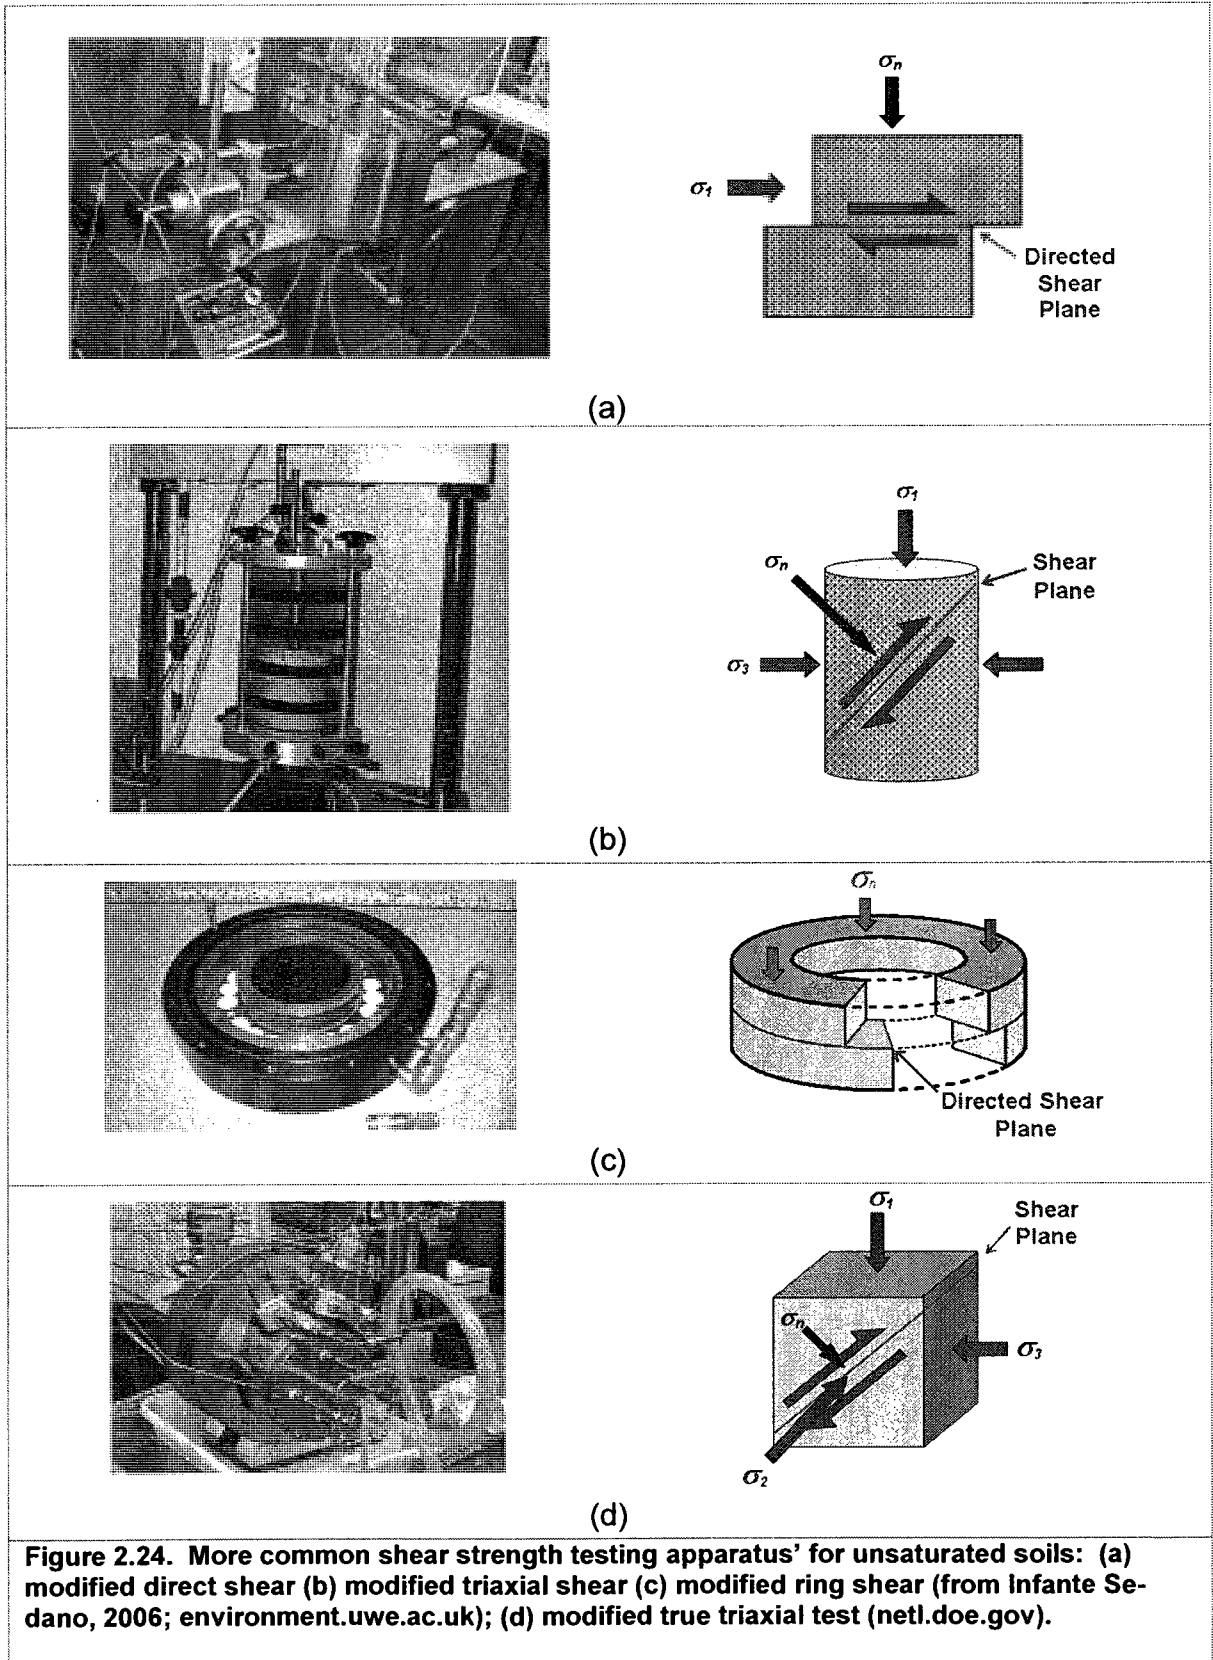 σn
σ1
Directed
Shear
Plane
(a)
σ1
σn
Shear
Plane
σ3
(b)
σn
Directed Shear
Plane
(c)
σ1
Shear
Plane
σn
σ3
σ2
(d)
Figure 2.24. More common shear strength testing apparatus’ for unsaturated soils: (a)
modified direct shear (b) modified triaxial shear (c) modified ring shear (from Infante Se-
dano, 2006; environment.uwe.ac.uk); (d) modified true triaxial test (netl.doe.gov).